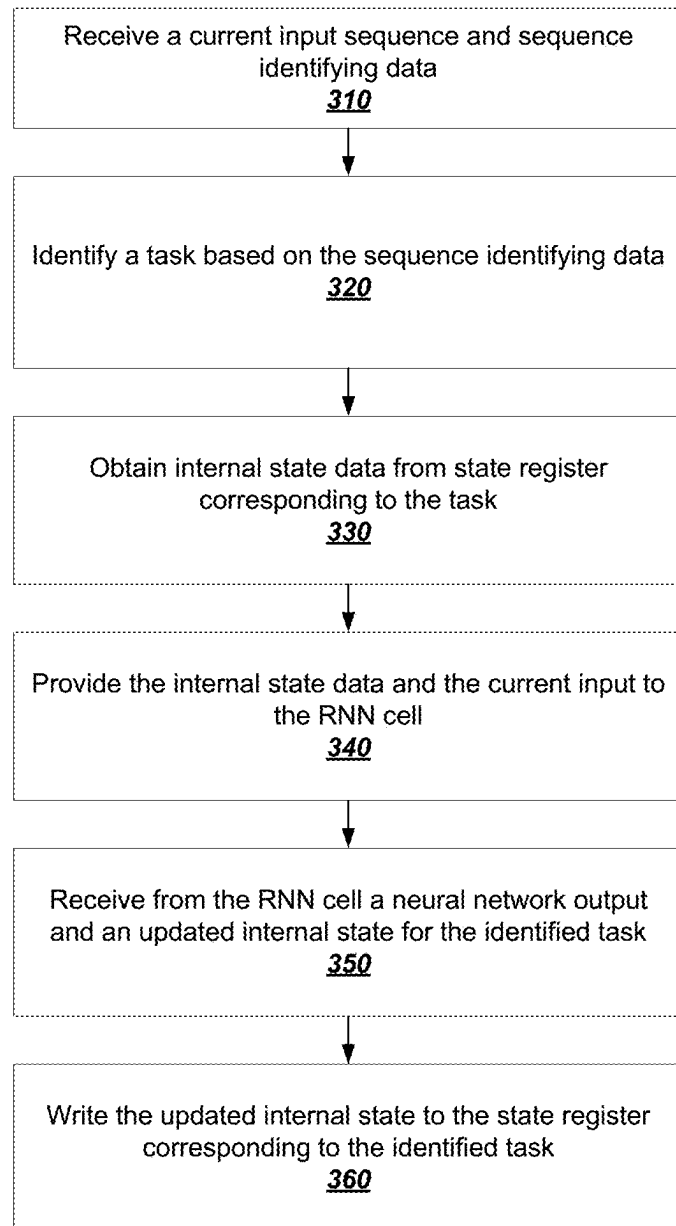 Receive a current input sequence and sequence
identifying data
310
Identify a task based on the sequence identifying data
320
Obtain internal state data from state register
corresponding to the task
330
Provide the internal state data and the current input to
the RNN cell
340
Receive from the RNN cell a neural network output
and an updated internal state for the identified task
350
Write the updated internal state to the state register
corresponding to the identified task
360